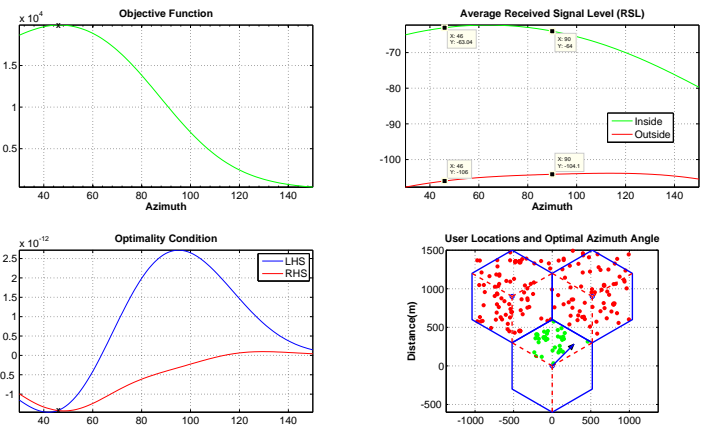 Objective Function
x 10^4
1.5
1
0.5
40 60 80 100 120 140
Azimuth
Average Received Signal Level (RSL)
X: 46
Y: -63.04
X: 90
Y: -64
-70
-80
-90
-100
Inside
Outside
X: 46
Y: -106
X: 90
Y: -104.1
40 60 80 100 120 140
Azimuth
x 10^-12
Optimality Condition
2.5
2
1.5
1
0.5
0
0.5
-1
LHS
RHS
40 60 80 100 120 140
User Locations and Optimal Azimuth Angle
Distance(m)
1500
1000
500
0
-500
-1000 -500 0 500 1000